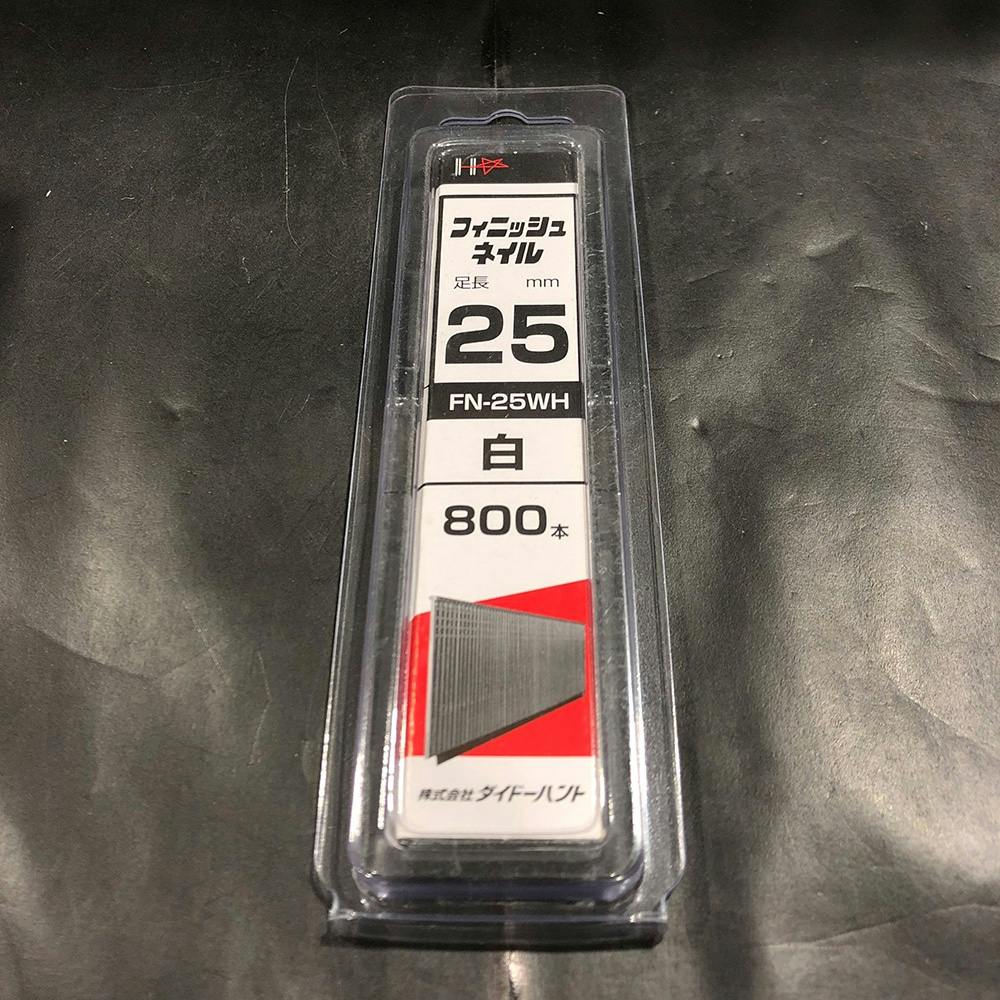 フィニッシュ
ネイル
足長 mm
25
FN-25WH
白
800本
株式会社 ダイドーハント